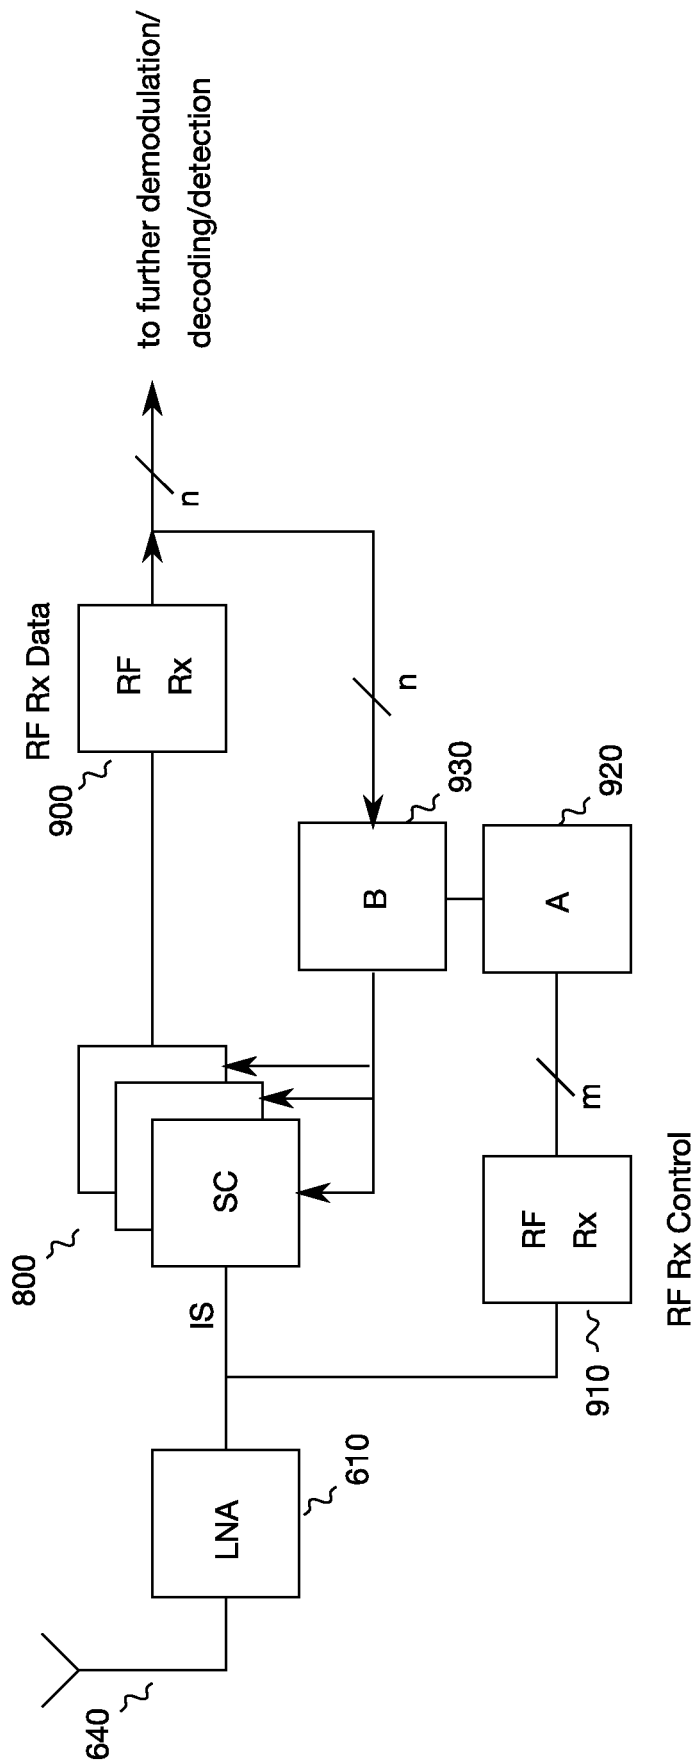 640
LNA
610
IS
800
SC
RF Rx Data
900
RF
Rx
n
to further demodulation/
decoding/detection
n
B
930
A
920
m
RF
Rx
910
RF Rx Control